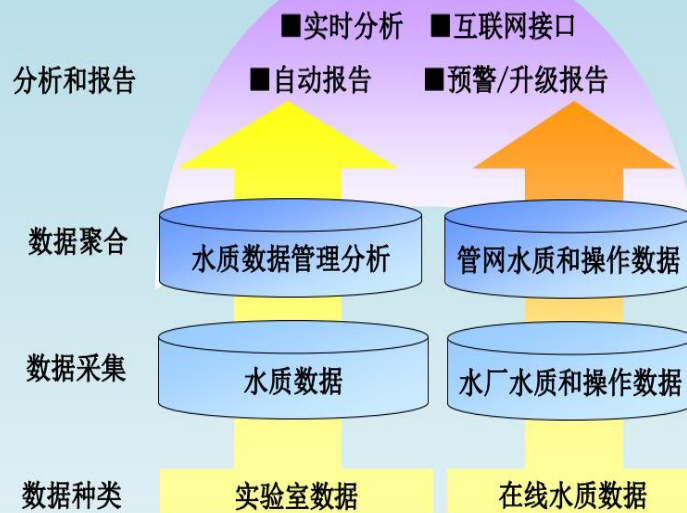 ■实时分析 ■互联网接口
分析和报告
■自动报告 ■预警/升级报告
数据聚合
水质数据管理分析
管网水质和操作数据
数据采集
水质数据
水厂水质和操作数据
数据种类
实验室数据
在线水质数据